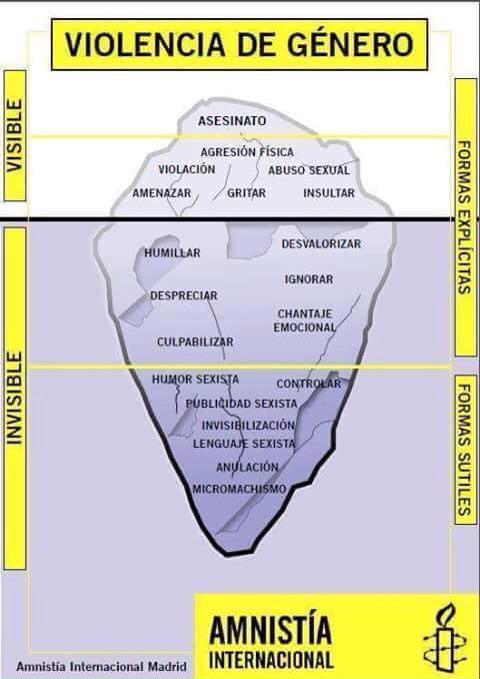 VIOLENCIA DE GÉNERO
VISIBLE
FORMAS EXPLÍCITAS
ASESINATO
AGRESIÓN FÍSICA
VIOLACIÓN
ABUSO SEXUAL
AMENAZAR
GRITAR
INSULTAR
INVISIBLE
DESVALORIZAR
HUMILLAR
IGNORAR
DESPRECIAR
CHANTAJE
EMOCIONAL
CULPABILIZAR
FORMAS SUTILES
HUMOR SEXISTA
CONTROLAR
PUBLICIDAD SEXISTA
INVISIBILIZACIÓN
LENGUAJE SEXISTA
ANULACIÓN
MICROMACHISMO
AMNISTÍA
INTERNACIONAL
Amnistía Internacional Madrid